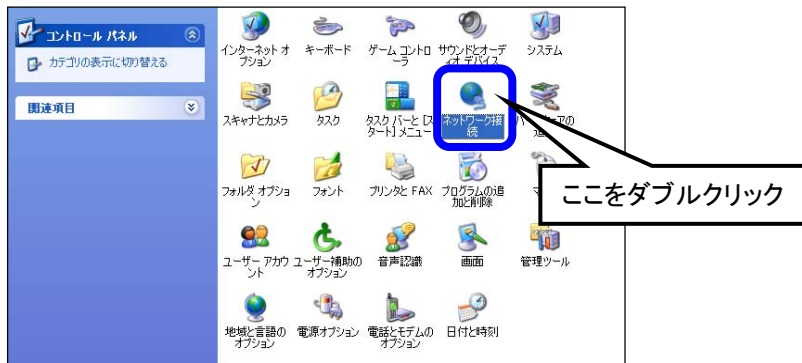 コントロール パネル
カテゴリの表示に切り替える
関連項目
インターネット オ
プション
キーボード
ゲーム コントロ
ーラ
サウンドとオーデ
ィオ デバイス
システム
スキャナとカメラ
タスク
タスク バーと [ス
タート] メニュー
ネットワーク接
続
フォルダ オプショ
ン
フォント
プリンタと FAX
プログラムの追
加と削除
ここをダブルクリック
ユーザー アカウ
ント
ユーザー補助の
オプション
音声認識
画面
管理ツール
地域と言語の
オプション
電源オプション
電話とモデムの
オプション
日付と時刻